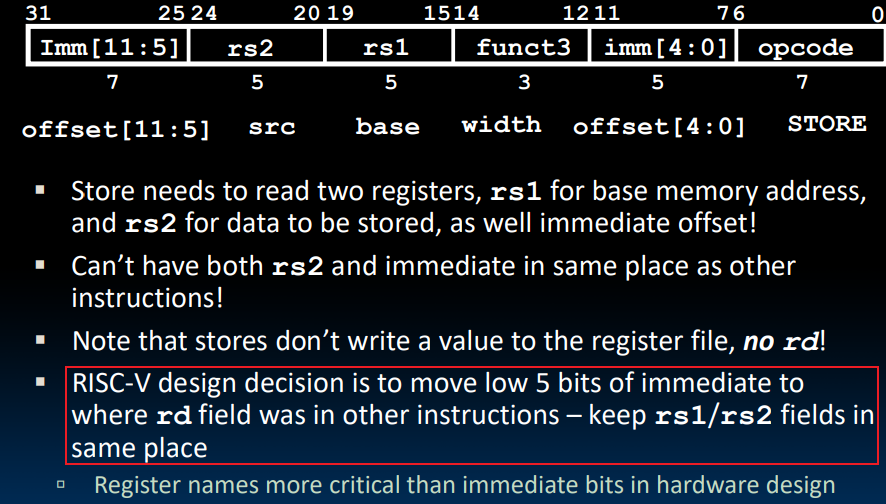 31 25 24 20 19 15 14 12 11 7 6 0
Imm[11:5] rs2 rs1 funct3 imm[4:0] opcode
7 5 5 3 5 7
offset[11:5] src base width offset[4:0] STORE
▪ Store needs to read two registers, rs1 for base memory address,
and rs2 for data to be stored, as well immediate offset!
▪ Can’t have both rs2 and immediate in same place as other
instructions!
▪ Note that stores don’t write a value to the register file, no rd!
▪ RISC-V design decision is to move low 5 bits of immediate to
where rd field was in other instructions – keep rs1/rs2 fields in
same place
▫ Register names more critical than immediate bits in hardware design